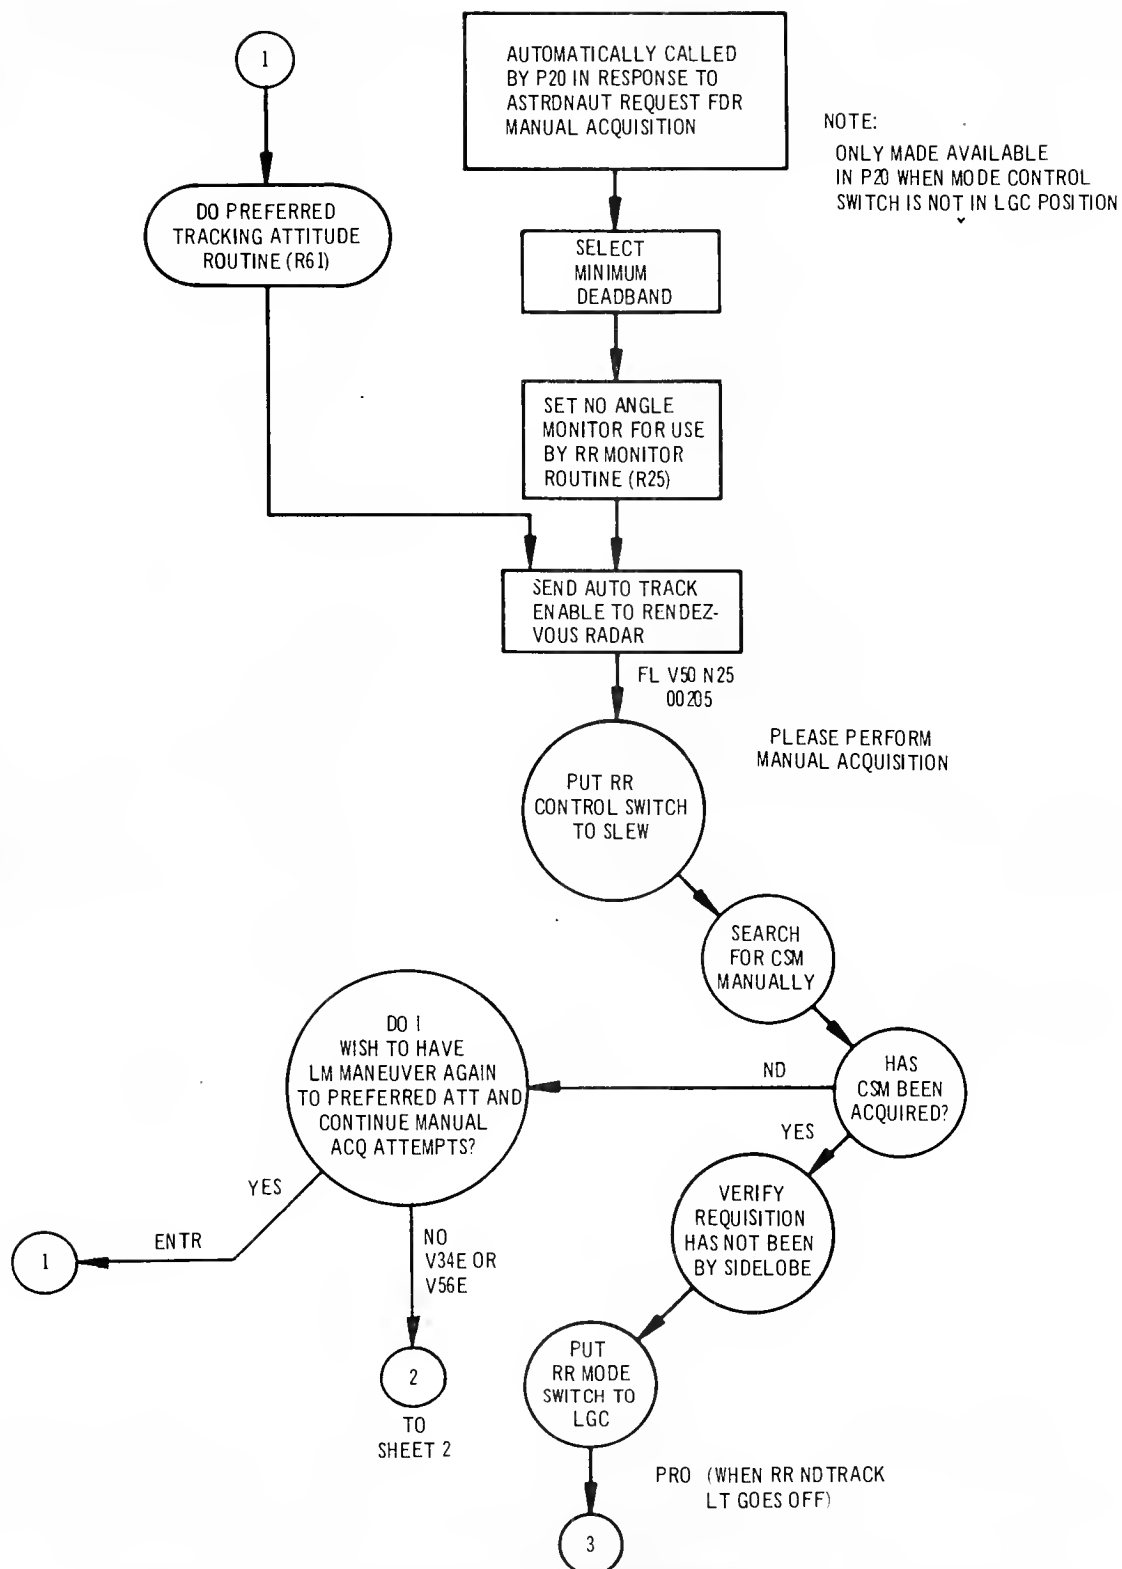 1
AUTOMATICALLY CALLED
BY P20 IN RESPONSE TO
ASTRDNAUT REQUEST FDR
MANUAL ACQUISITION
NOTE:
ONLY MADE AVAILABLE
IN P20 WHEN MODE CONTROL
SWITCH IS NOT IN LGC POSITION
DO PREFERRED
TRACKING ATTITUDE
ROUTINE (R61)
SELECT
MINIMUM
DEADBAND
SET NO ANGLE
MONITOR FOR USE
BY RR MONITOR
ROUTINE (R25)
SEND AUTO TRACK
ENABLE TO RENDEZ-
VOUS RADAR
FL V50 N25
00205
PLEASE PERFORM
MANUAL ACQUISITION
PUT RR
CONTROL SWITCH
TO SLEW
SEARCH
FOR CSM
MANUALLY
HAS
CSM BEEN
ACQUIRED?
ND
DO I
WISH TO HAVE
LM MANEUVER AGAIN
TO PREFERRED ATT AND
CONTINUE MANUAL
ACQ ATTEMPTS?
YES
VERIFY
REQUISITION
HAS NOT BEEN
BY SIDELOBE
YES
ENTR
1
NO
V34E OR
V56E
2
TO
SHEET 2
PUT
RR MODE
SWITCH TO
LGC
PRO (WHEN RR NDTRACK
LT GOES OFF)
3